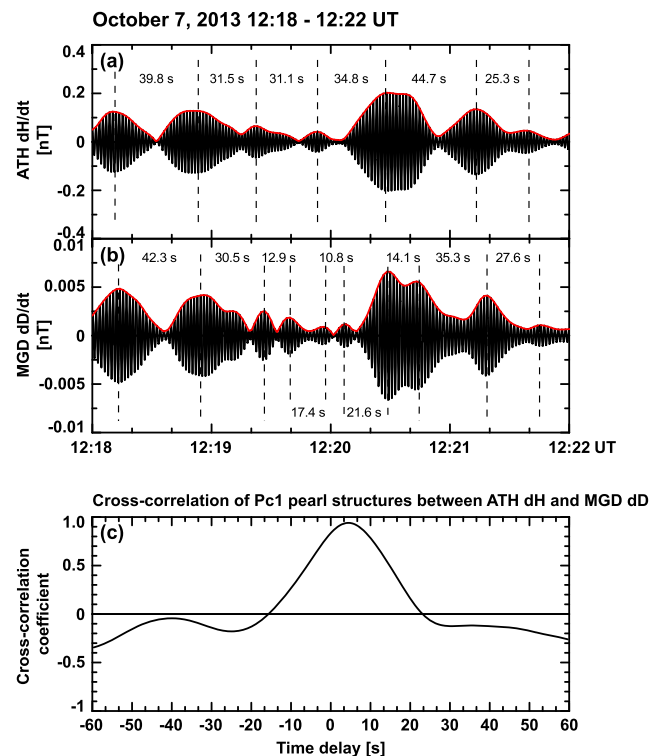 October 7, 2013 12:18 - 12:22 UT
0.4
(a)
39.8 s 31.5 s 31.1 s 34.8 s 44.7 s 25.3 s
0.2
0
-0.2
-0.4
ATH dH/dt
[nT]
0.01
(b)
42.3 s 30.5 s 12.9 s 10.8 s 14.1 s 35.3 s 27.6 s
0.005
0
-0.005
-0.01
MGD dD/dt
[nT]
17.4 s 21.6 s
12:18 12:19 12:20 12:21 12:22 UT
Cross-correlation of Pc1 pearl structures between ATH dH and MGD dD
1.0
(c)
0.5
0
-0.5
-1
Cross-correlation
coefficient
-60 -50 -40 -30 -20 -10 0 10 20 30 40 50 60
Time delay [s]